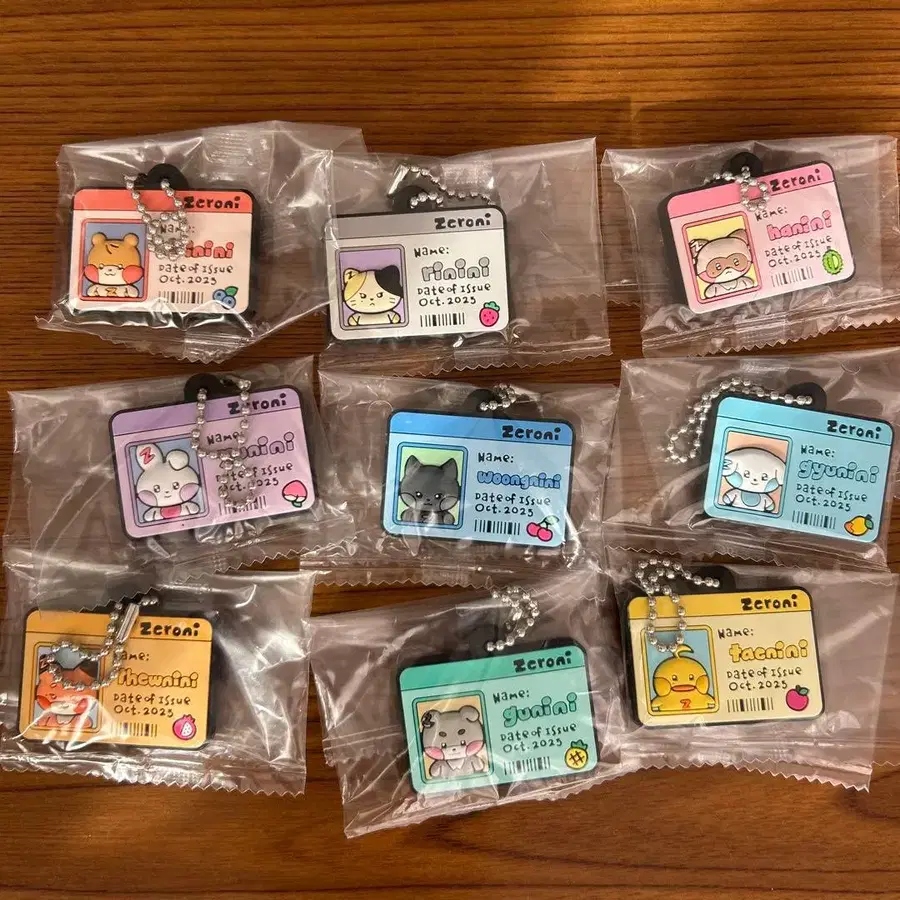 Zeroni
Date of Issue
Oct.2025
Zeroni
Name:
rinini
Date of Issue
Oct.2025
Zeroni
Name:
hanini
Date of Issue
Oct.2025
Zeroni
Name:
Date of Issue
Oct.2025
Zeroni
Name:
woongnini
Date of Issue
Oct.2025
Zeroni
Name:
gyunini
Date of Issue
Oct.2025
Zeroni
Name:
Date of Issue
Oct.2025
Zeroni
Name:
gunini
Date of Issue
Oct.2025
Zeroni
Name:
taenini
Date of Issue
Oct.2025